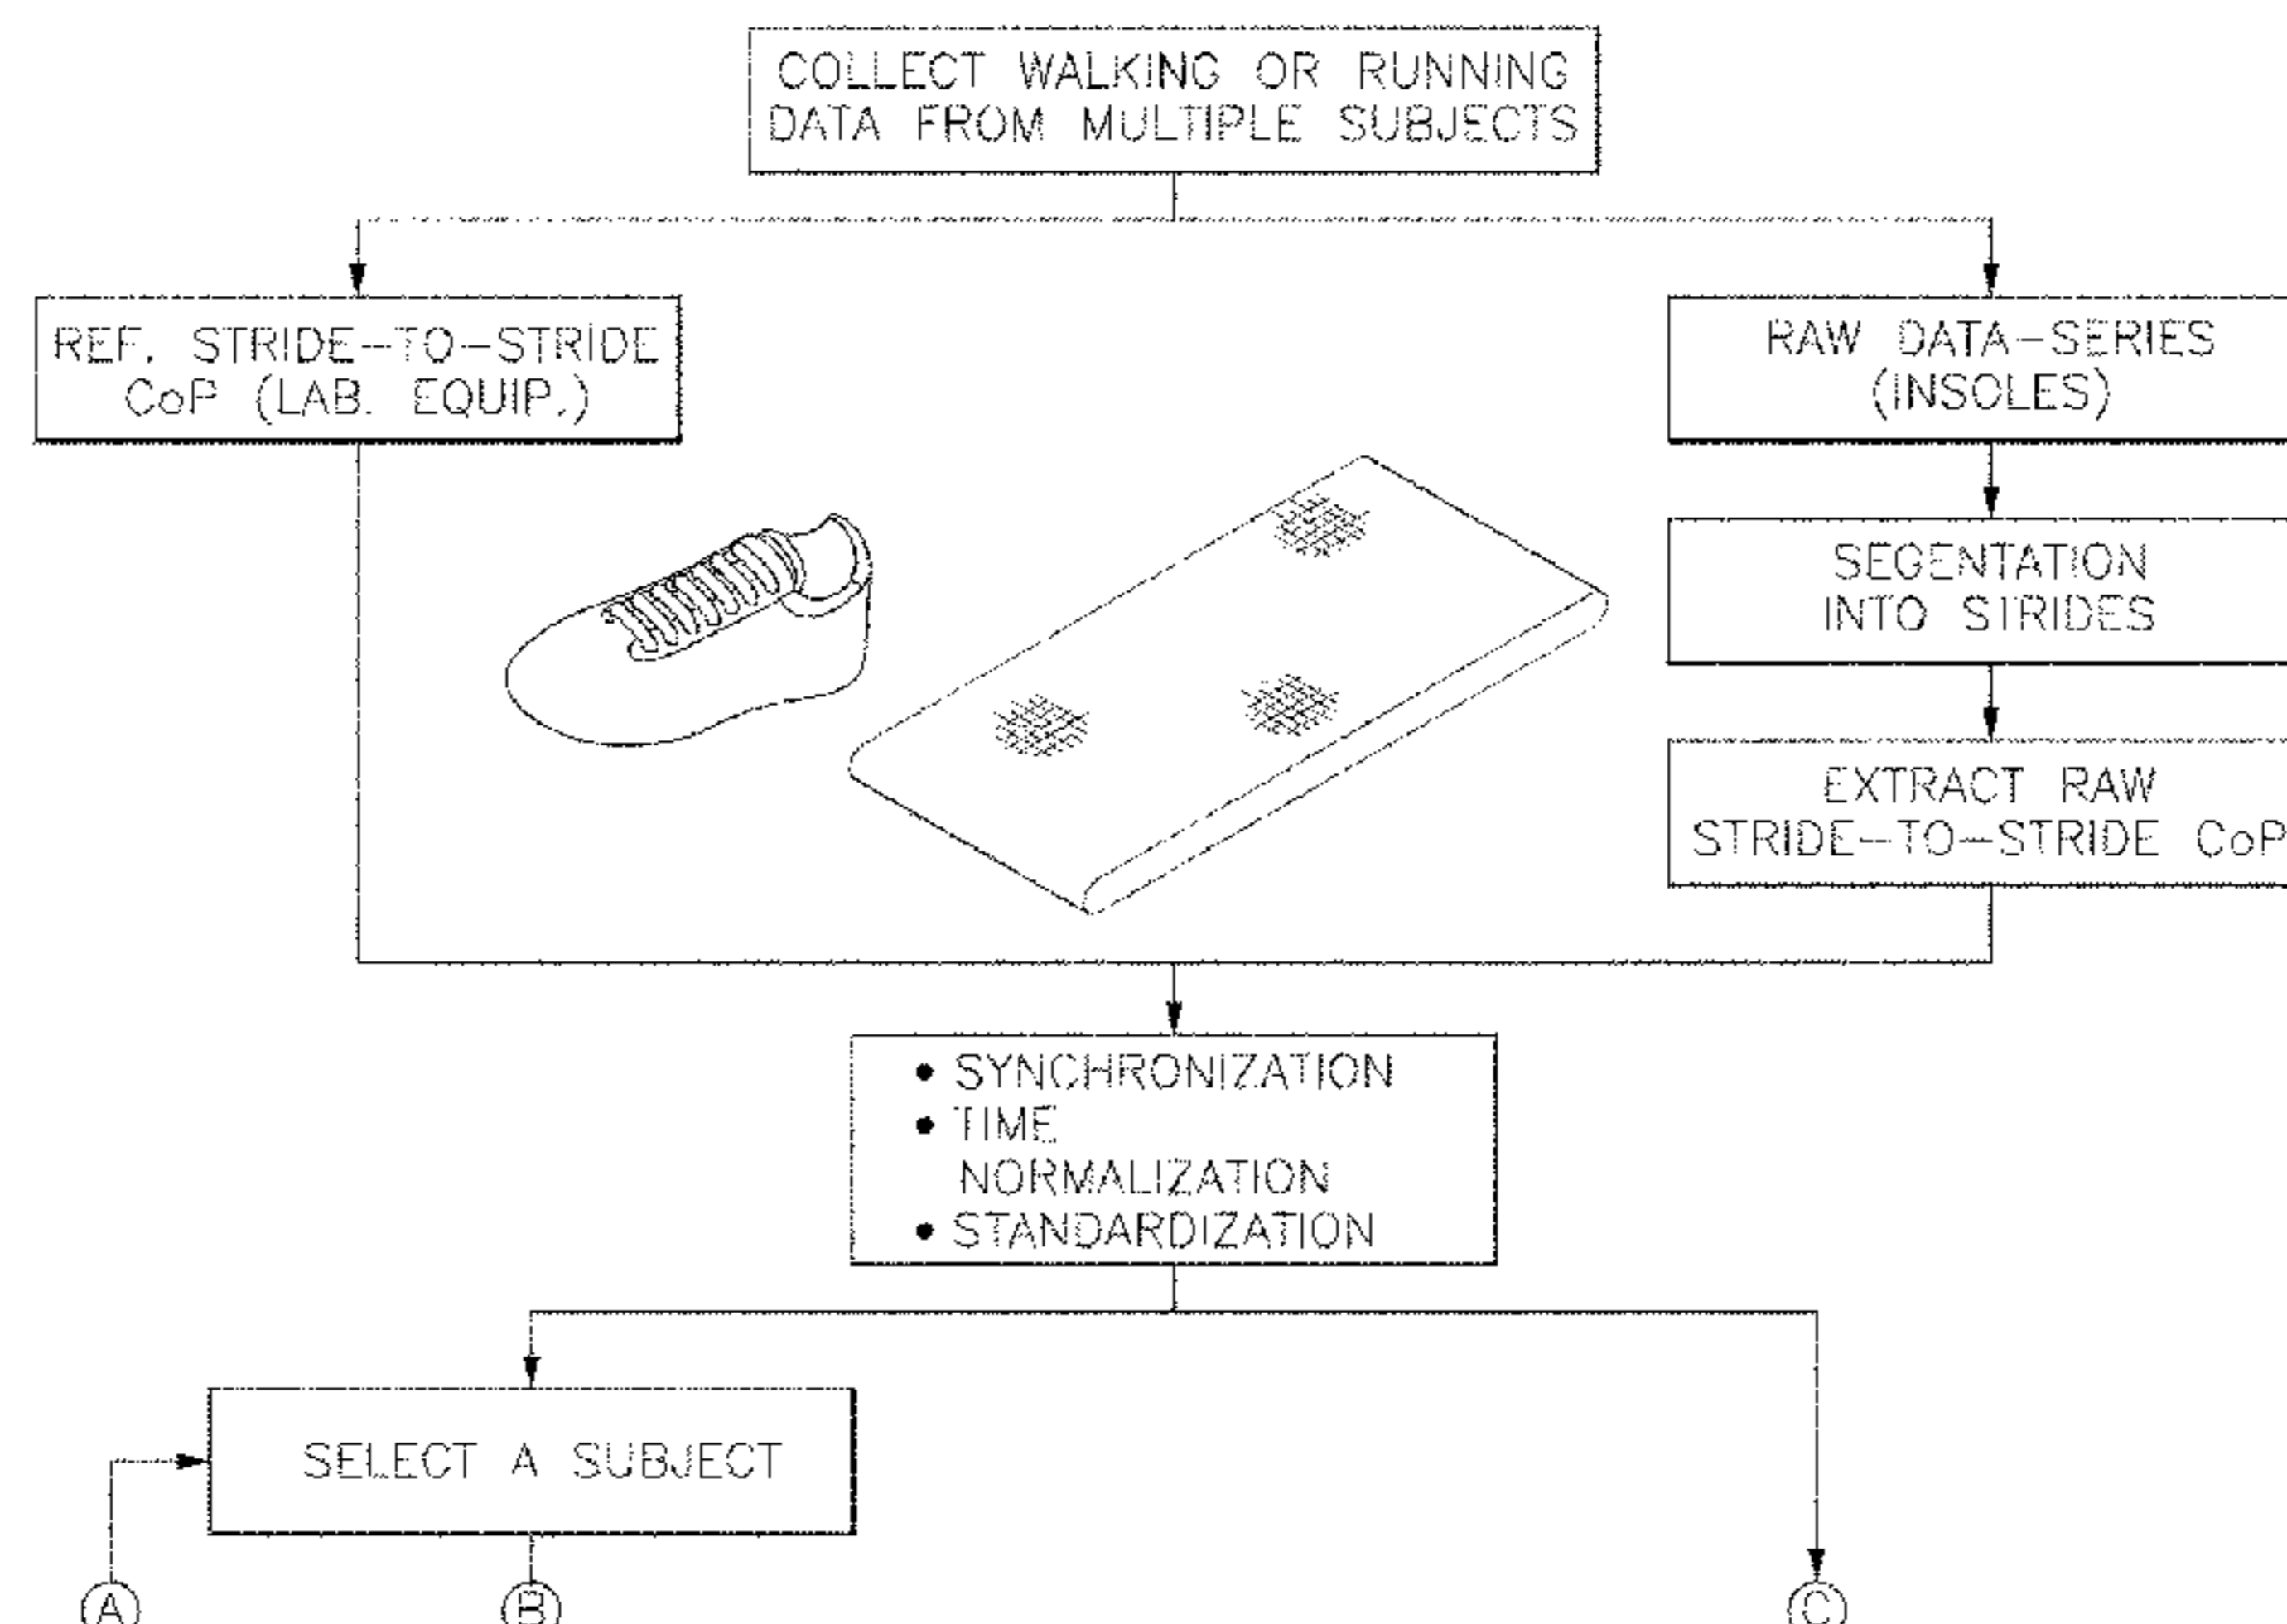 COLLECT WALKING OR RUNNING
DATA FROM MULTIPLE SUBJECTS
REF. STRIDE-TO-STRIDE
CoP (LAB. EQUIP.)
RAW DATA-SERIES
(INSOLES)
SEGENTATION
INTO STRIDES
EXTRACT RAW
STRIDE-TO-STRIDE CoP
• SYNCHRONIZATION
• TIME
NORMALIZATION
• STANDARDIZATION
SELECT A SUBJECT
A
B
C